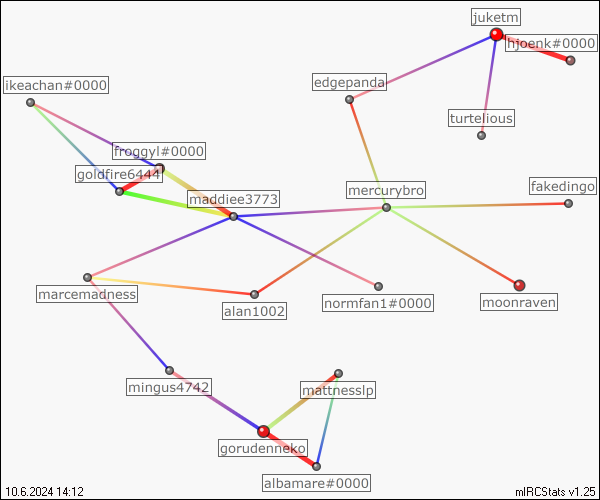 juketm
hjoenk#0000
edgepanda
ikeachan#0000
turtelious
froggyl#0000
goldfire6444
mercurybro
fakedingo
maddiee3773
marcemadness
normfan1#0000
moonraven
alan1002
mingus4742
mattnesslp
gorudenneko
albamare#0000
10.6.2024 14:12
mIRCStats v1.25